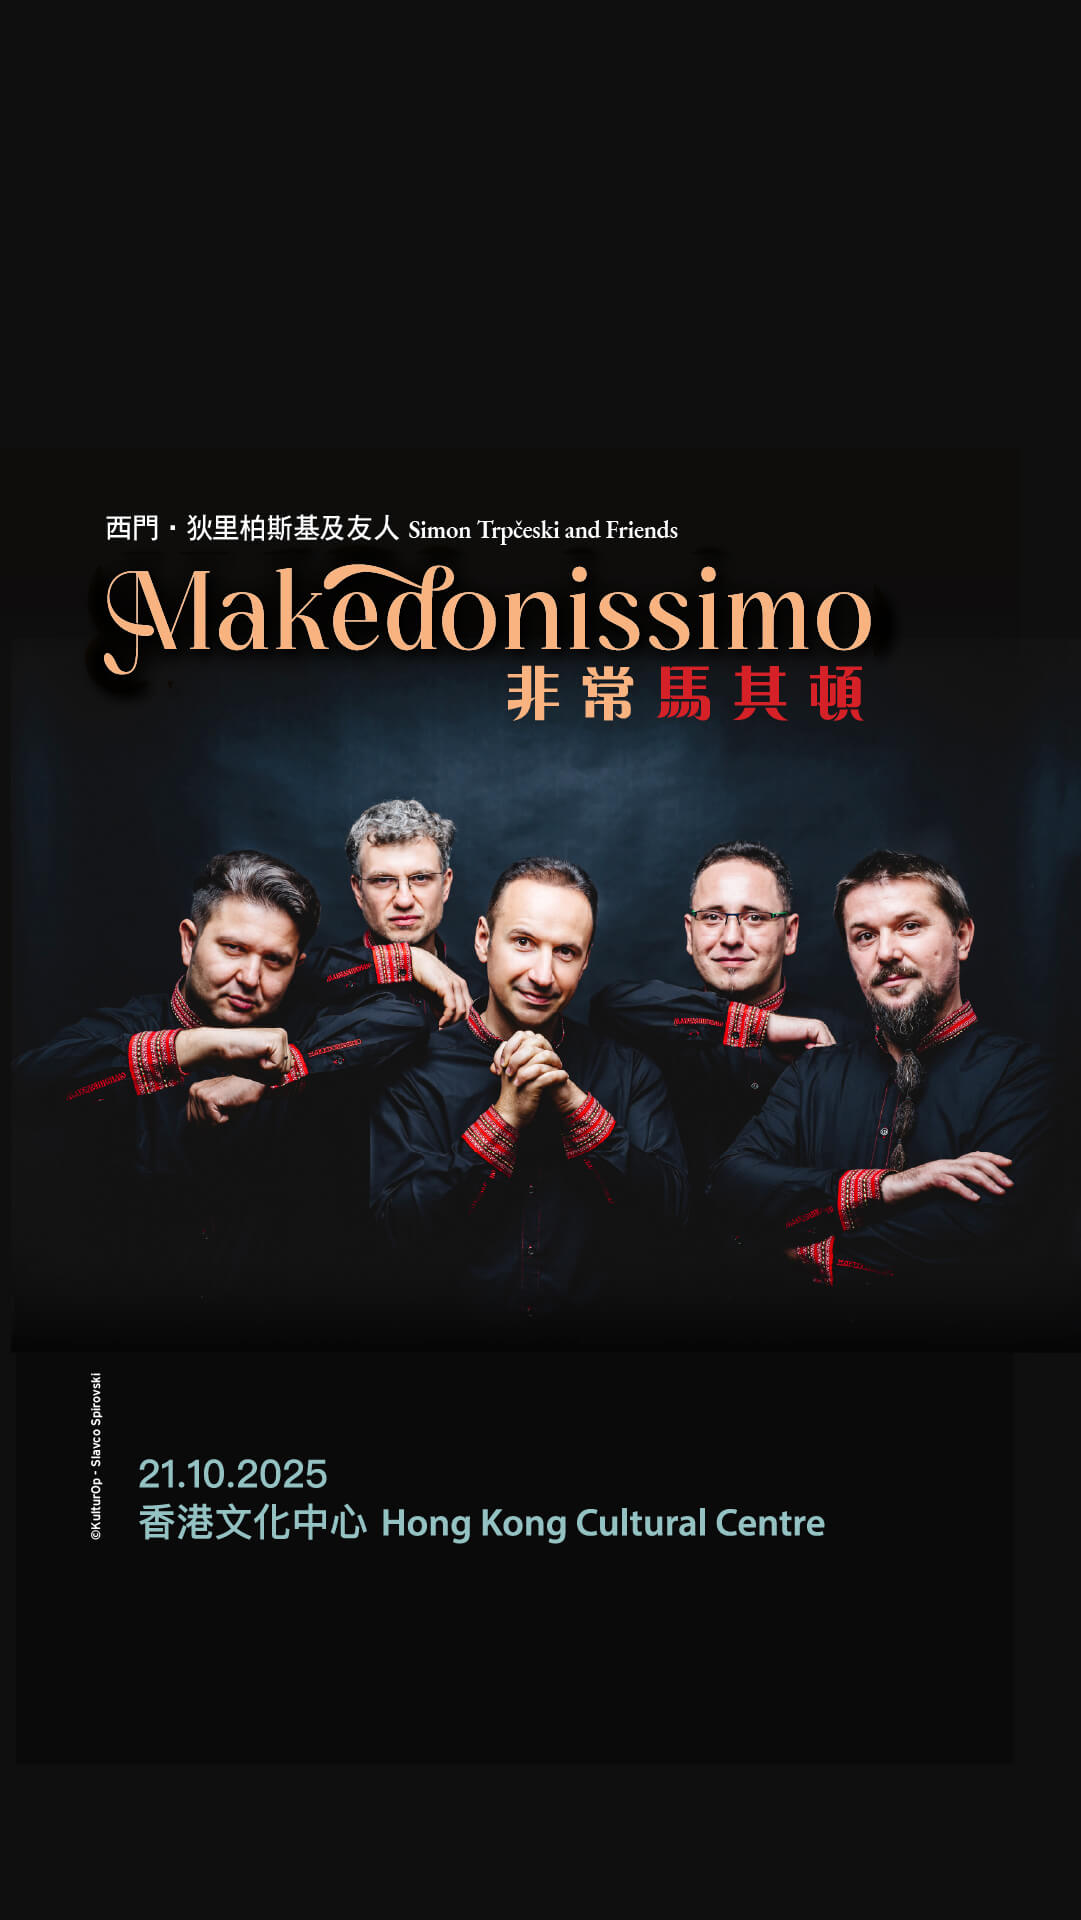 西門・狄里柏斯基及友人 Simon Trpčeski and Friends
Makedonissimo
非常馬其頓
©KulturOp - Slavco Spirovski
21.10.2025
香港文化中心 Hong Kong Cultural Centre